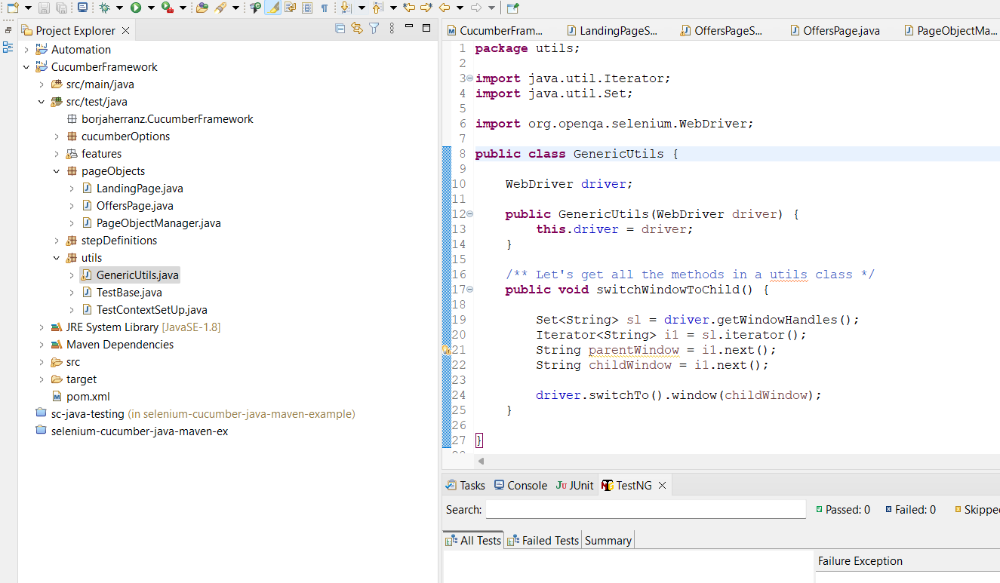 Project Explorer
Automation
CucumberFramework
src/main/java
src/test/java
borjaherranz.CucumberFramework
cucumberOptions
features
pageObjects
LandingPage.java
OffersPage.java
PageObjectManager.java
stepDefinitions
utils
GenericUtils.java
TestBase.java
TestContextSetUp.java
JRE System Library [JavaSE-1.8]
Maven Dependencies
src
target
pom.xml
sc-java-testing (in selenium-cucumber-java-maven-example)
selenium-cucumber-java-maven-ex
CucumberFram... LandingPageS... OffersPageS... OffersPage.java PageObjectMa...
1 package utils;
2
3 import java.util.Iterator;
4 import java.util.Set;
5
6 import org.openqa.selenium.WebDriver;
7
8 public class GenericUtils {
9
10 WebDriver driver;
11
12 public GenericUtils(WebDriver driver) {
13 this.driver = driver;
14 }
15
16 /** Let's get all the methods in a utils class */
17 public void switchWindowToChild() {
18
19 Set<String> sl = driver.getWindowHandles();
20 Iterator<String> i1 = sl.iterator();
21 String parentWindow = i1.next();
22 String childWindow = i1.next();
23
24 driver.switchTo().window(childWindow);
25 }
26
27 }
Tasks Console JUnit TestNG
Search: Passed: 0 Failed: 0 Skippe
All Tests Failed Tests Summary
Failure Exception